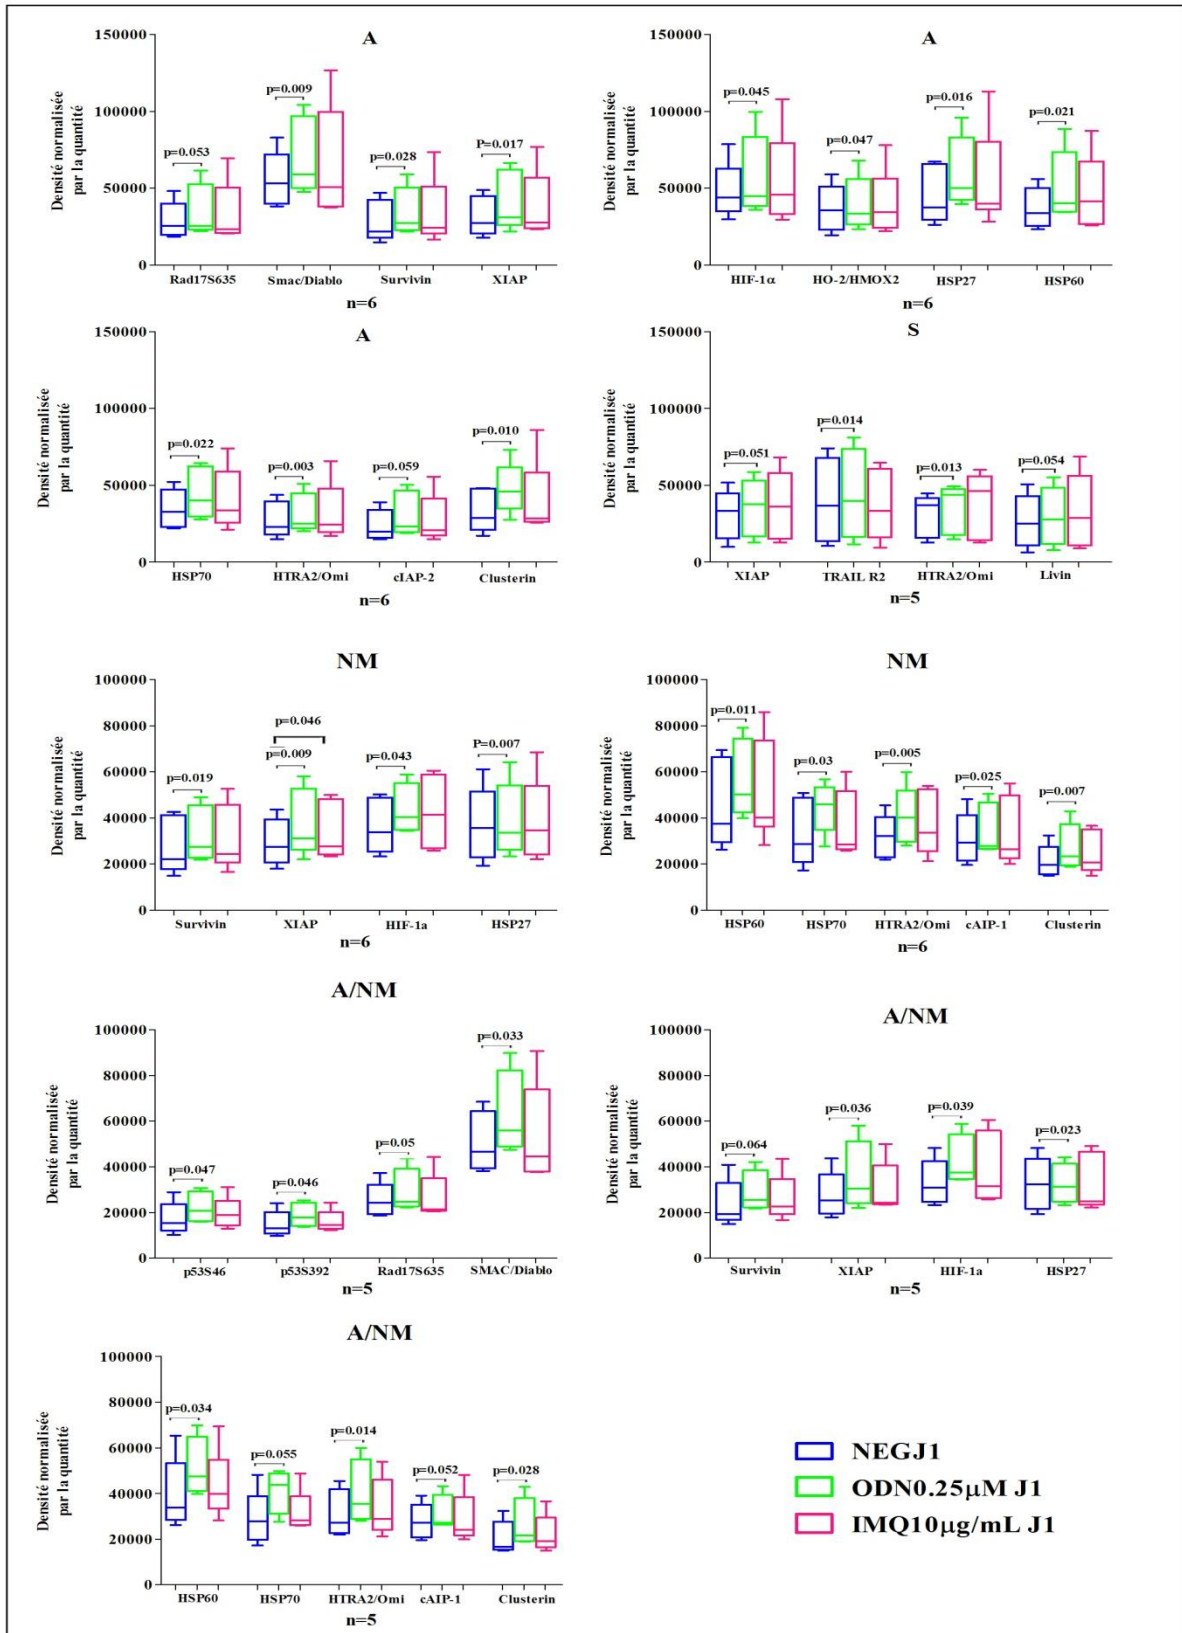 A
150000
100000
50000
0
Densité normalisée
par la quantité
p=0.053
p=0.009
p=0.028
P=0.017
Rad17S635 Smac/Diablo Survivin XIAP
n=6
A
150000
100000
50000
0
Densité normalisée
par la quantité
p=0.045
p=0.047
p=0.016
p=0.021
HIF-1α HO-2/HMOX2 HSP27 HSP60
n=6
A
150000
100000
50000
0
Densité normalisée
par la quantité
p=0.022
p=0.003
p=0.059
p=0.010
HSP70 HTRA2/Omi cIAP-2 Clusterin
n=6
S
150000
100000
50000
0
Densité normalisée
par la quantité
p=0.051
p=0.014
p=0.013
p=0.054
XIAP TRAIL R2 HTRA2/Omi Livin
n=5
NM
100000
80000
60000
40000
20000
0
Densité normalisée
par la quantité
p=0.019
p=0.046
p=0.009
p=0.043
P=0.007
Survivin XIAP HIF-1a HSP27
n=6
NM
100000
80000
60000
40000
20000
0
Densité normalisée
par la quantité
p=0.011
p=0.03
p=0.005
p=0.025
p=0.007
HSP60 HSP70 HTRA2/Omi cAIP-1 Clusterin
n=6
A/NM
100000
80000
60000
40000
20000
0
Densité normalisée
par la quantité
p=0.047
p=0.046
p=0.05
p=0.033
p53S46 p53S392 Rad17S635 SMAC/Diablo
n=5
A/NM
100000
80000
60000
40000
20000
0
Densité normalisée
par la quantité
p=0.064
p=0.036
p=0.039
p=0.023
Survivin XIAP HIF-1a HSP27
n=5
A/NM
100000
80000
60000
40000
20000
0
Densité normalisée
par la quantité
p=0.034
p=0.055
p=0.014
p=0.052
p=0.028
HSP60 HSP70 HTRA2/Omi cAIP-1 Clusterin
n=5
NEGJ1
ODN0.25µM J1
IMQ10µg/mL J1